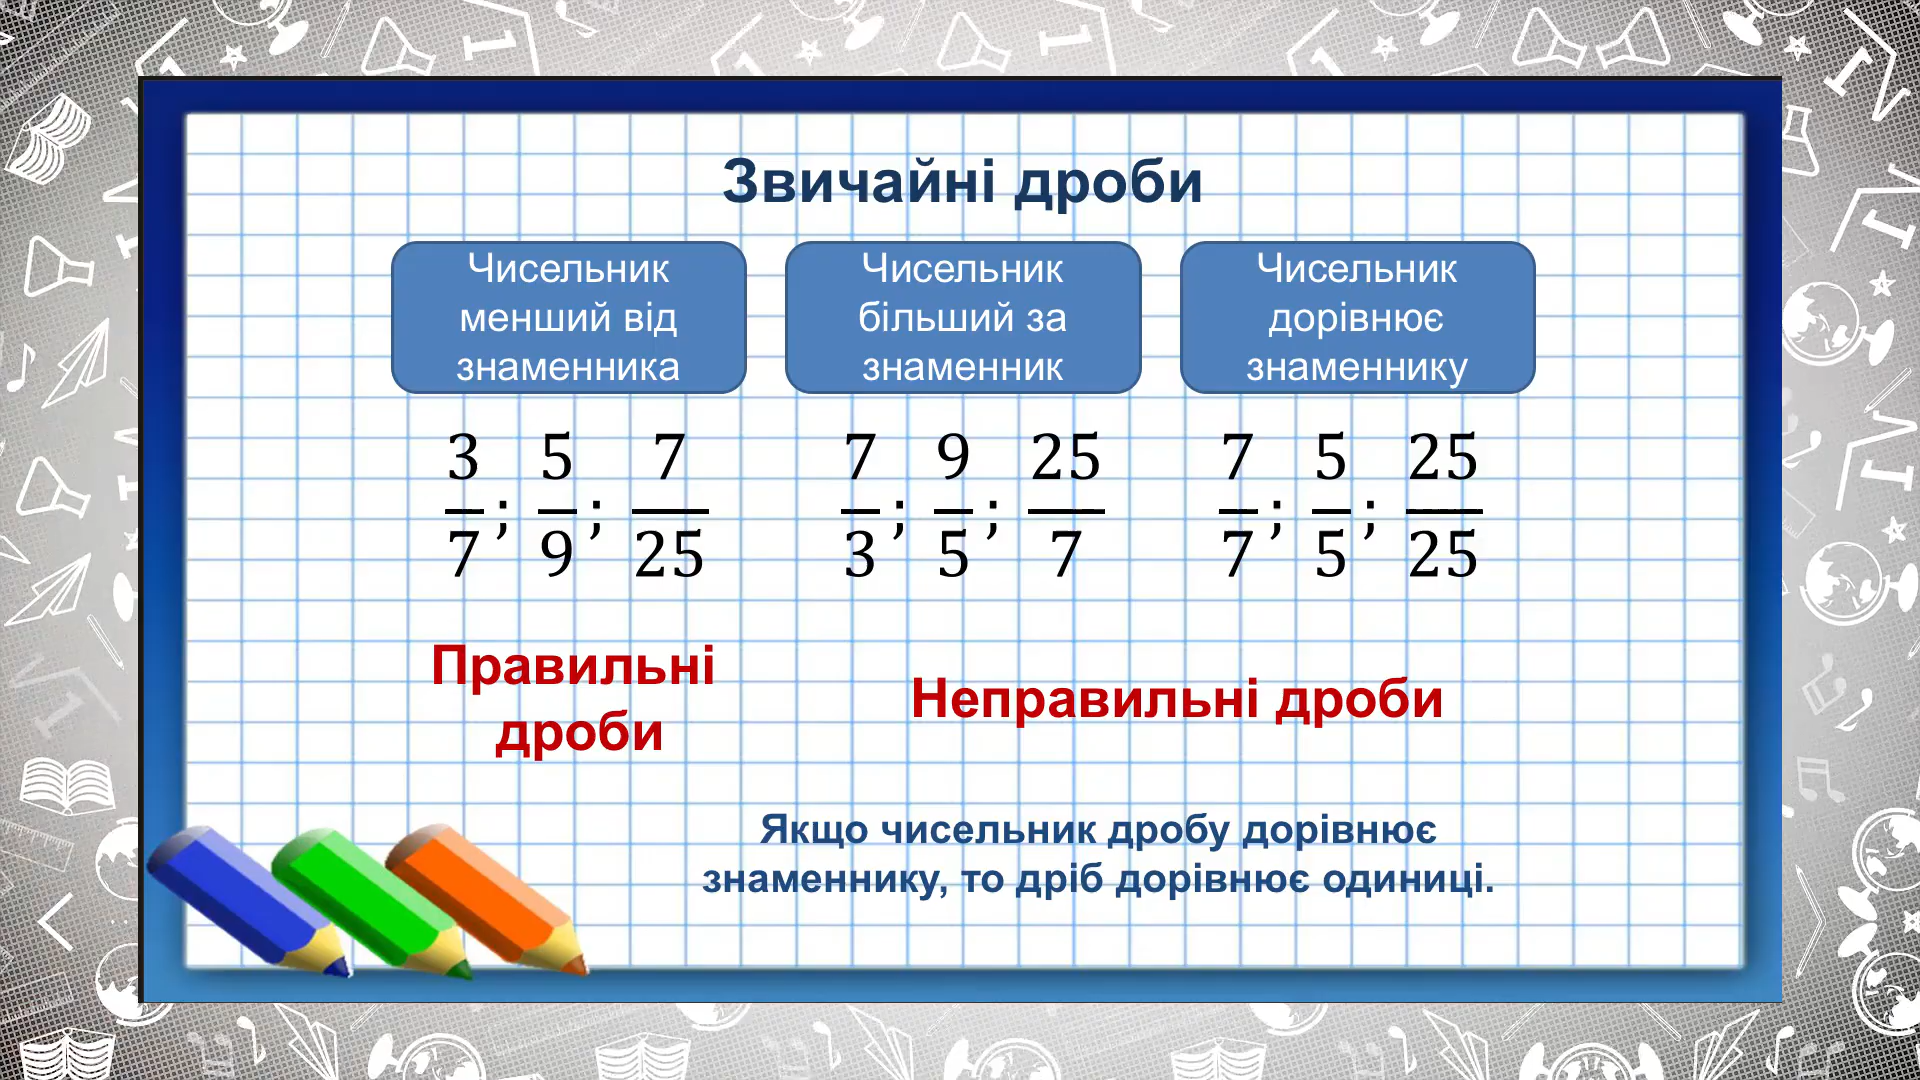 Звичайні дроби
Чисельник
менший від
знаменника
Чисельник
більший за
знаменник
Чисельник
дорівнює
знаменнику
3/7; 5/9; 7/25
7/3; 9/5; 25/7
7/7; 5/5; 25/25
Правильні
дроби
Неправильні дроби
Якщо чисельник дробу дорівнює
знаменнику, то дріб дорівнює одиниці.